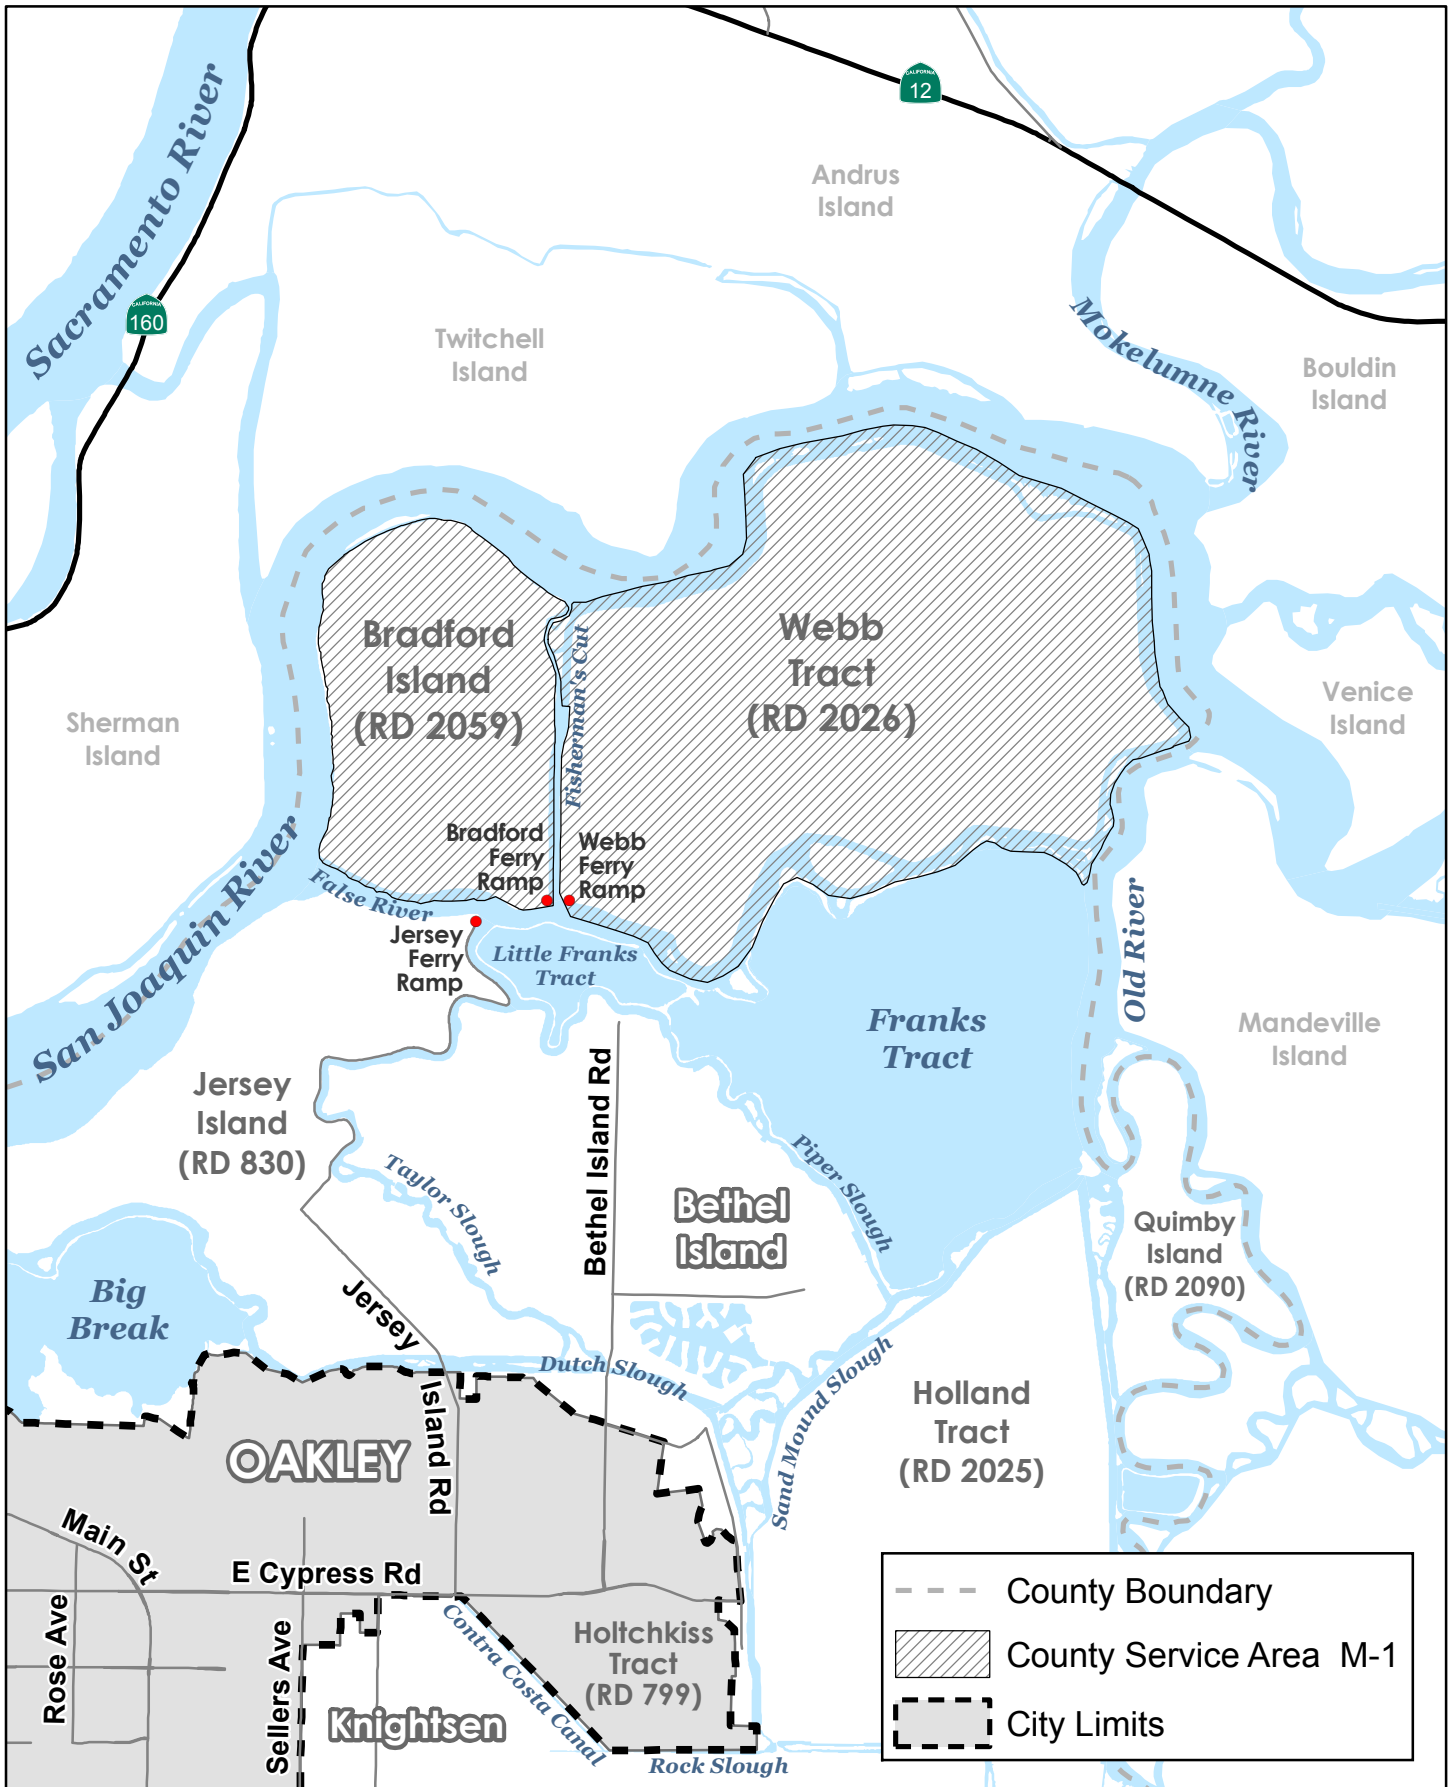 Sacramento River
CALIFORNIA
12
Andrus
Island
CALIFORNIA
160
Mokelumne River
Twitchell
Island
Bouldin
Island
Bradford
Island
(RD 2059)
Fisherman's Cut
Webb
Tract
(RD 2026)
Sherman
Island
Venice
Island
Bradford
Ferry
Ramp
Webb
Ferry
Ramp
San Joaquin River
False River
Jersey
Ferry
Ramp
Little Franks
Tract
Old River
Franks
Tract
Mandeville
Island
Jersey
Island
(RD 830)
Bethel Island Rd
Taylor Slough
Piper Slough
Bethel
Island
Quimby
Island
(RD 2090)
Big
Break
Jersey
Island Rd
Dutch Slough
Sand Mound Slough
Holland
Tract
(RD 2025)
OAKLEY
Main St
E Cypress Rd
Rose Ave
Sellers Ave
Contra Costa Canal
Holtchkiss
Tract
(RD 799)
Knightsen
Rock Slough
County Boundary
County Service Area M-1
City Limits